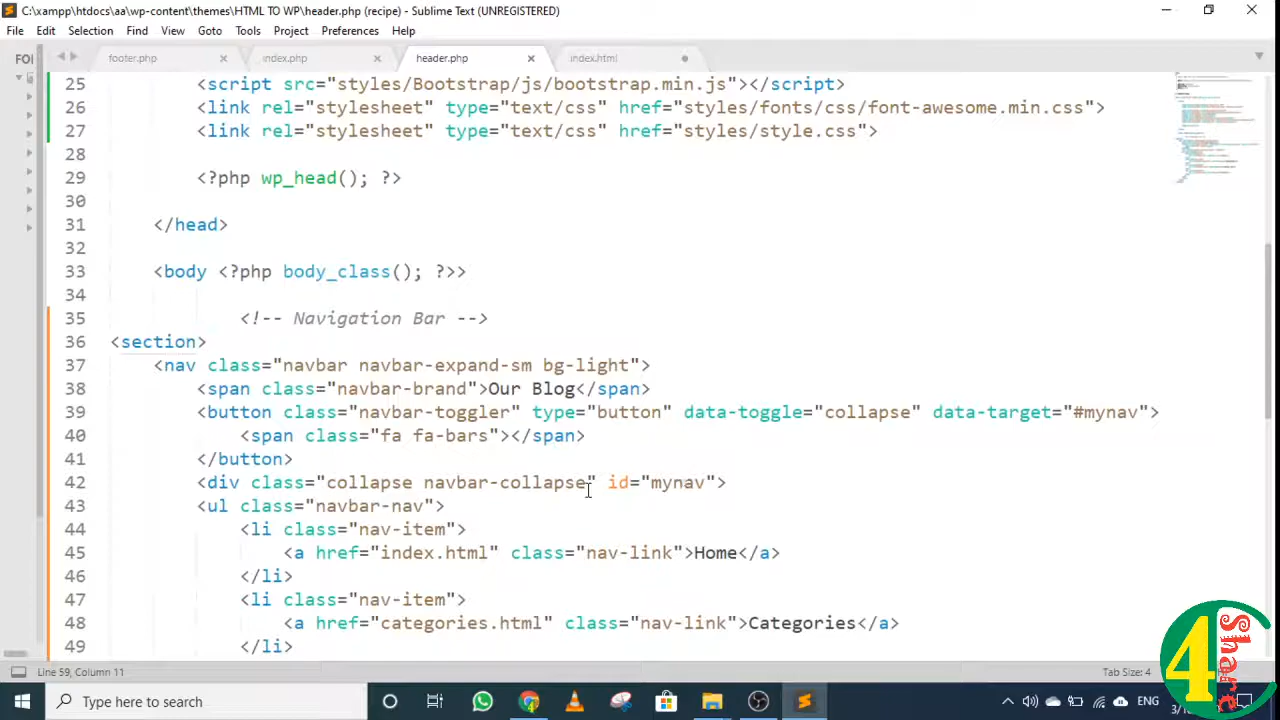 C:\xampp\htdocs\aa\wp-content\themes\HTML TO WP\header.php (recipe) - Sublime Text (UNREGISTERED)
File Edit Selection Find View Goto Tools Project Preferences Help
FO
footer.php index.php header.php index.html
25 <script src="styles/Bootstrap/js/bootstrap.min.js"></script>
26 <link rel="stylesheet" type="text/css" href="styles/fonts/css/font-awesome.min.css">
27 <link rel="stylesheet" type="text/css" href="styles/style.css">
28
29 <?php wp_head(); ?>
30
31 </head>
32
33 <body <?php body_class(); ?>>
34
35 <!-- Navigation Bar -->
36 <section>
37 <nav class="navbar navbar-expand-sm bg-light">
38 <span class="navbar-brand">Our Blog</span>
39 <button class="navbar-toggler" type="button" data-toggle="collapse" data-target="#mynav">
40 <span class="fa fa-bars"></span>
41 </button>
42 <div class="collapse navbar-collapse" id="mynav">
43 <ul class="navbar-nav">
44 <li class="nav-item">
45 <a href="index.html" class="nav-link">Home</a>
46 </li>
47 <li class="nav-item">
48 <a href="categories.html" class="nav-link">Categories</a>
49 </li>
4 Share
Line 59, Column 11 Tab Size: 4
Type here to search
ENG